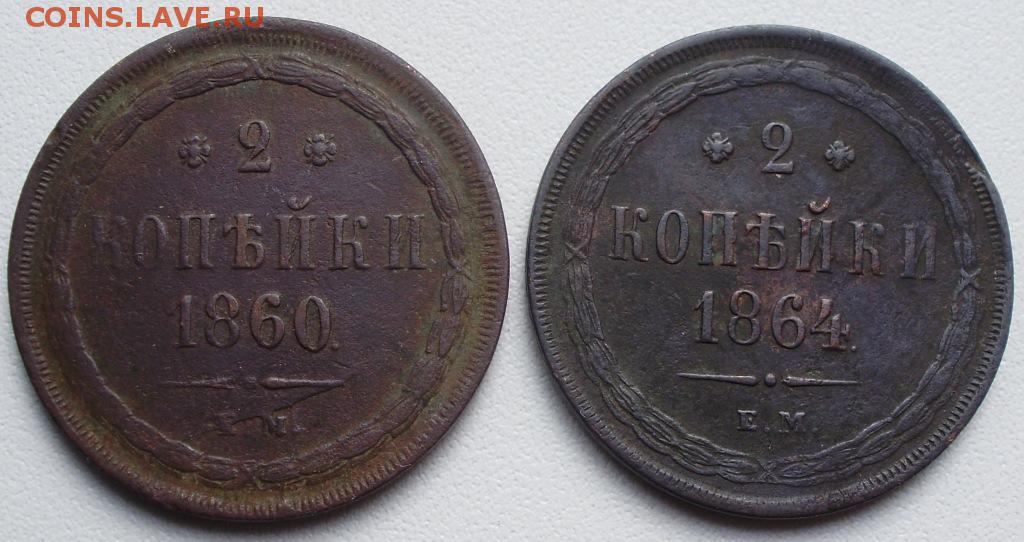 COINS.LAVE.RU
2
КОПѢЙКИ
1860.
2
КОПѢЙКИ
1864.
Е.М.